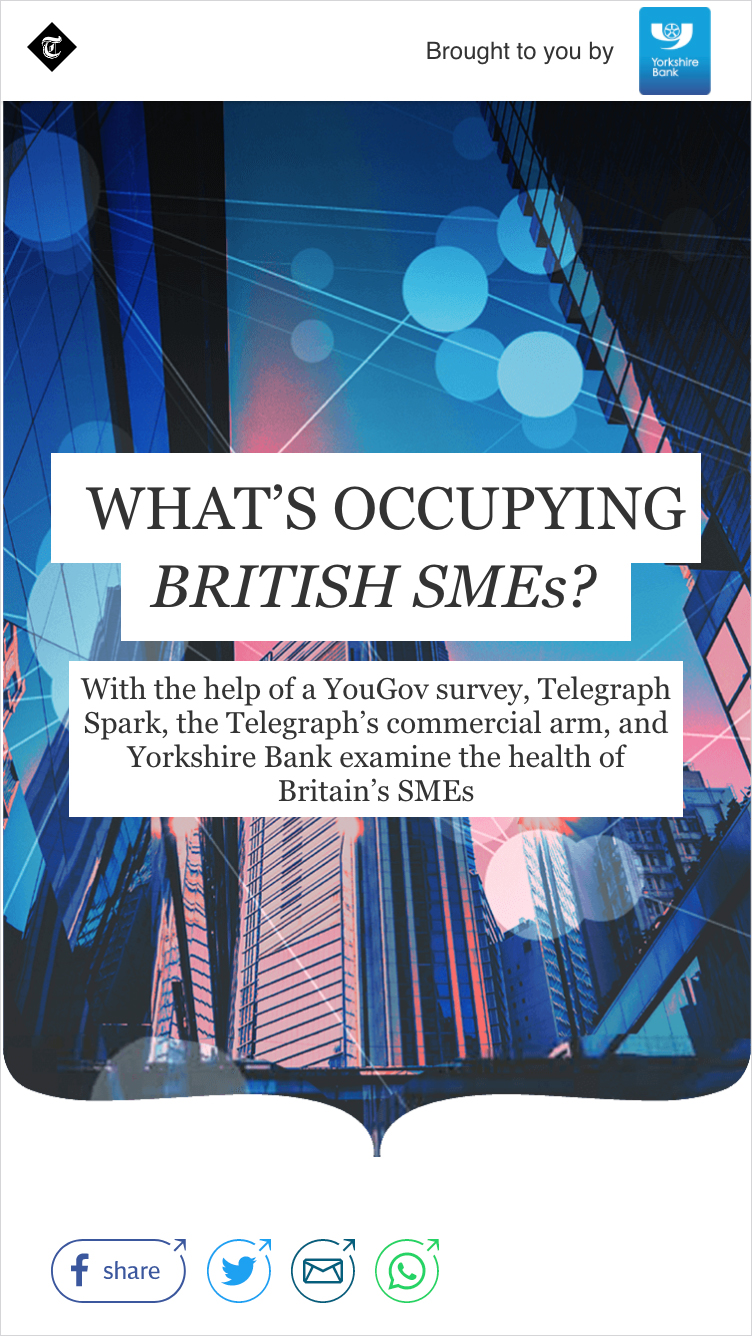 T
Brought to you by
Yorkshire
Bank
WHAT’S OCCUPYING
BRITISH SMEs?
With the help of a YouGov survey, Telegraph
Spark, the Telegraph’s commercial arm, and
Yorkshire Bank examine the health of
Britain’s SMEs
share